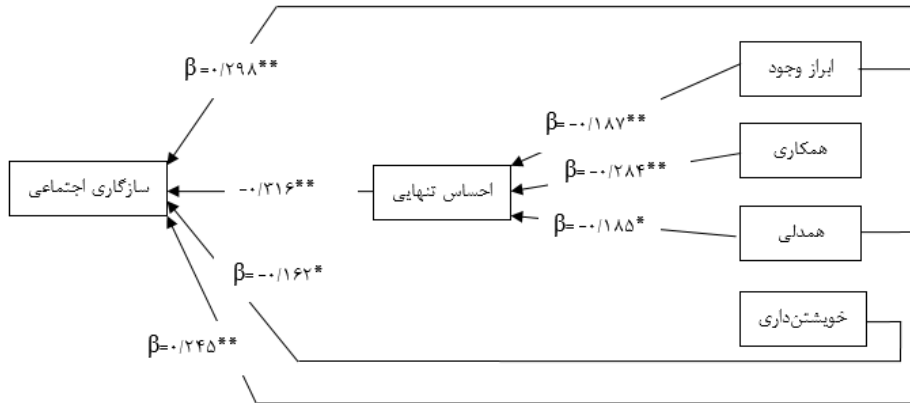 ابراز وجود
β=۰/۲۹۸**
β=-۰/۱۸۷**
همکاری
β=-۰/۲۸۴**
احساس تنهایی
-۰/۳۱۶**
سازگاری اجتماعی
همدلی
β=-۰/۱۸۵*
β=-۰/۱۶۲*
خویشتن‌داری
β=۰/۲۴۵**